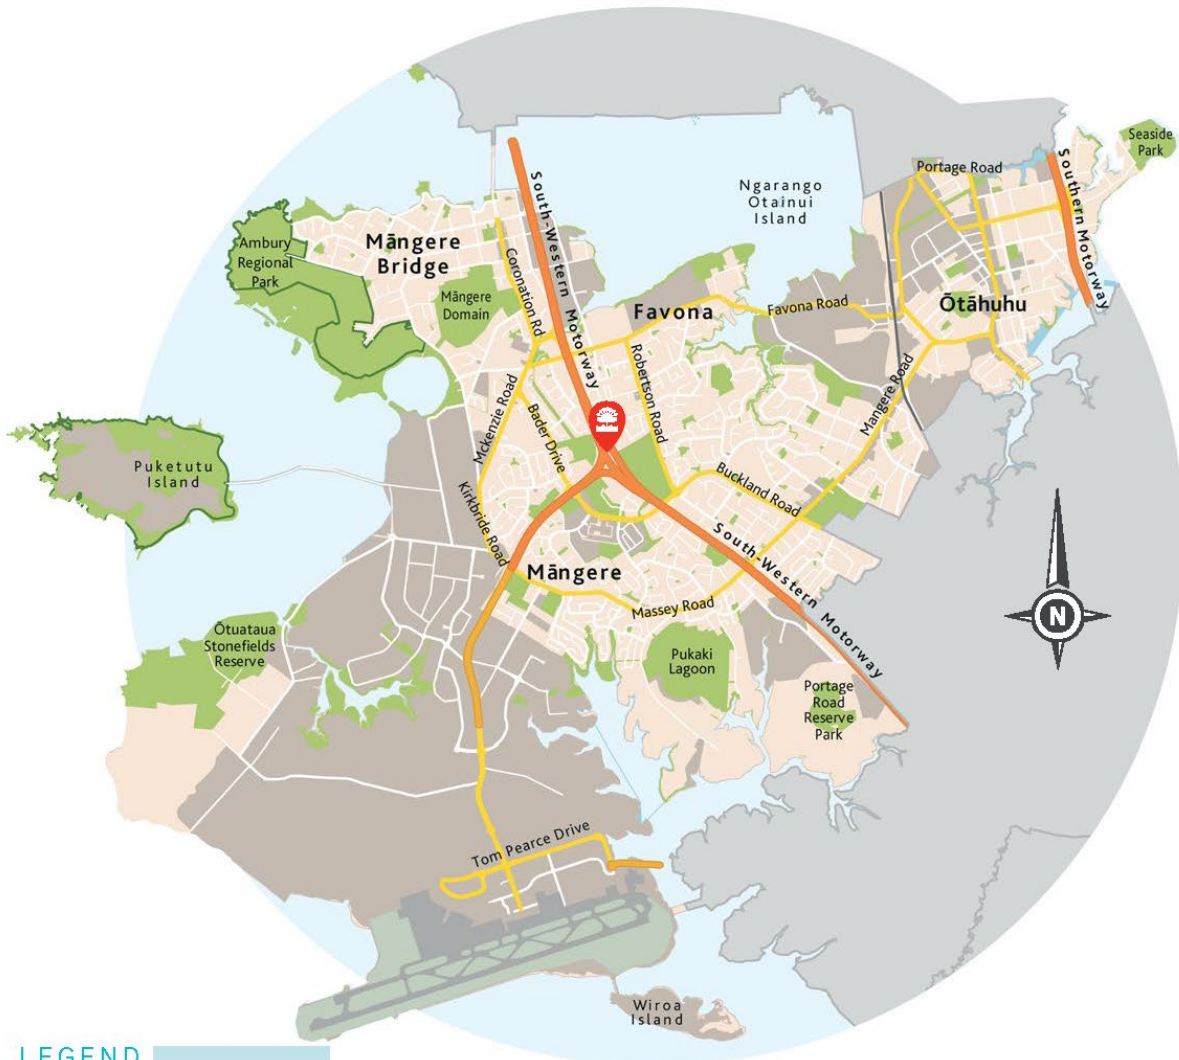 Seaside
Park
Portage Road
Southern Motorway
Ngarango
Otainui
Island
South-Western Motorway
Ambury
Regional
Park
Māngere
Bridge
Coronation Rd
Māngere
Domain
Favona
Favona Road
Ōtāhuhu
Robertson Road
Mckenzie Road
Bader Drive
Mangere Road
Puketutu
Island
Buckland Road
Kirkbride Road
Māngere
South-Western Motorway
Massey Road
N
Ōtuataua
Stonefields
Reserve
Pukaki
Lagoon
Portage
Road
Reserve
Park
Tom Pearce Drive
Wiroa
Island
LEGEND